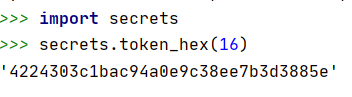 >>> import secrets
>>> secrets.token_hex(16)
'4224303c1bac94a0e9c38ee7b3d3885e'